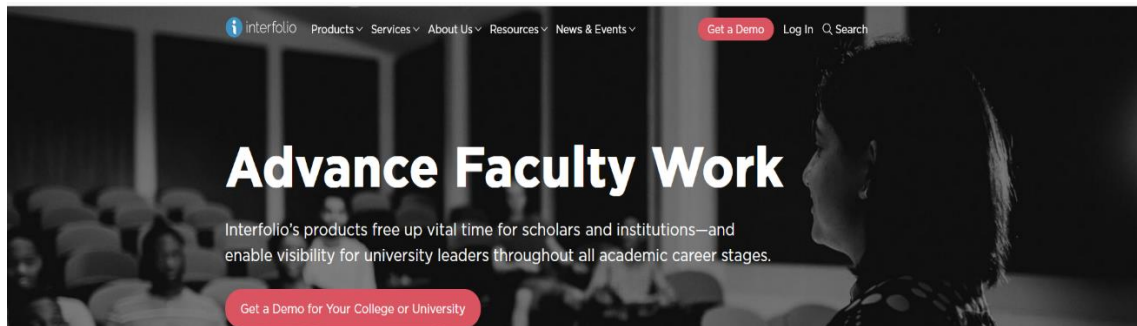 interfolio Products Services About Us Resources News & Events Get a Demo Log In Search
Advance Faculty Work
Interfolio's products free up vital time for scholars and institutions—and
enable visibility for university leaders throughout all academic career stages.
Get a Demo for Your College or University